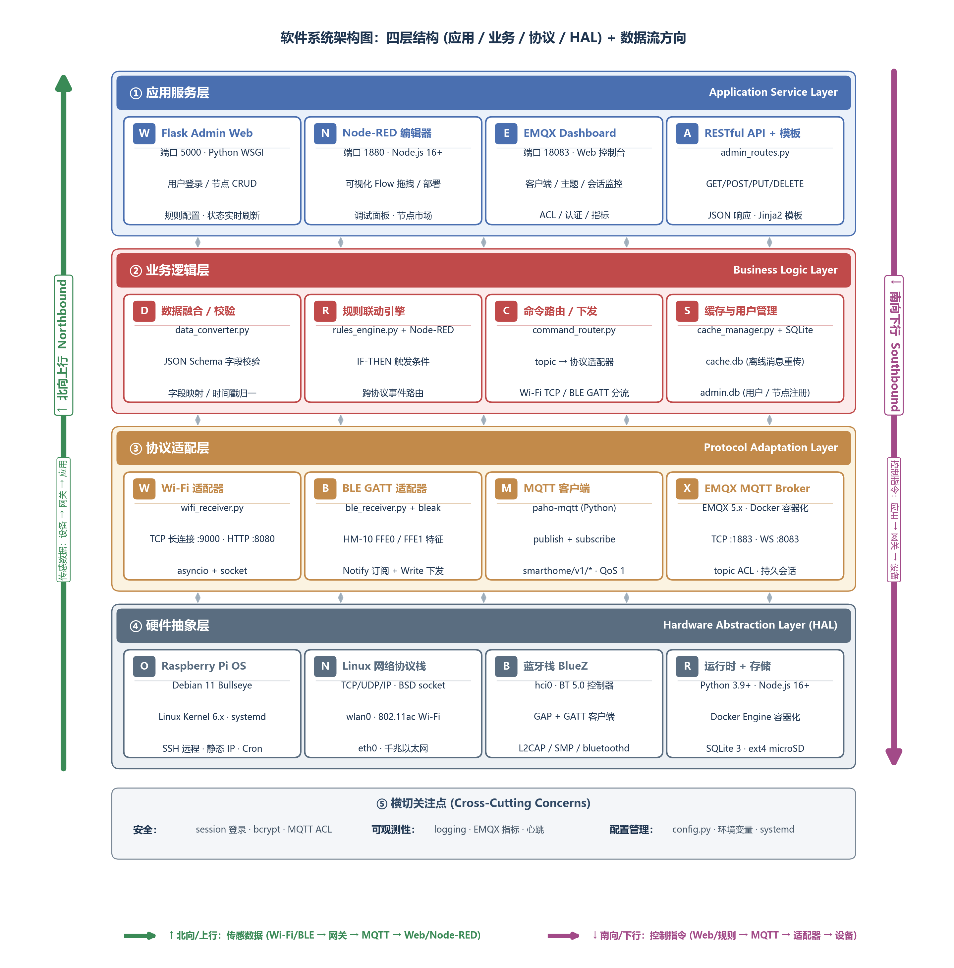 软件系统架构图：四层结构 (应用 / 业务 / 协议 / HAL) + 数据流方向
① 应用服务层
Application Service Layer
W Flask Admin Web
端口 5000 · Python WSGI
用户登录 / 节点 CRUD
规则配置 · 状态实时刷新
N Node-RED 编辑器
端口 1880 · Node.js 16+
可视化 Flow 拖拽 / 部署
调试面板 · 节点市场
E EMQX Dashboard
端口 18083 · Web 控制台
客户端 / 主题 / 会话监控
ACL / 认证 / 指标
A RESTful API + 模板
admin_routes.py
GET/POST/PUT/DELETE
JSON 响应 · Jinja2 模板
② 业务逻辑层
Business Logic Layer
D 数据融合 / 校验
data_converter.py
JSON Schema 字段校验
字段映射 / 时间戳归一
R 规则联动引擎
rules_engine.py + Node-RED
IF-THEN 触发条件
跨协议事件路由
C 命令路由 / 下发
command_router.py
topic → 协议适配器
Wi-Fi TCP / BLE GATT 分流
S 缓存与用户管理
cache_manager.py + SQLite
cache.db (离线消息重传)
admin.db (用户 / 节点注册)
③ 协议适配层
Protocol Adaptation Layer
W Wi-Fi 适配器
wifi_receiver.py
TCP 长连接 :9000 · HTTP :8080
asyncio + socket
B BLE GATT 适配器
ble_receiver.py + bleak
HM-10 FFE0 / FFE1 特征
Notify 订阅 + Write 下发
M MQTT 客户端
paho-mqtt (Python)
publish + subscribe
smarthome/v1/* · QoS 1
X EMQX MQTT Broker
EMQX 5.x · Docker 容器化
TCP :1883 · WS :8083
topic ACL · 持久会话
④ 硬件抽象层
Hardware Abstraction Layer (HAL)
O Raspberry Pi OS
Debian 11 Bullseye
Linux Kernel 6.x · systemd
SSH 远程 · 静态 IP · Cron
N Linux 网络协议栈
TCP/UDP/IP · BSD socket
wlan0 · 802.11ac Wi-Fi
eth0 · 千兆以太网
B 蓝牙栈 BlueZ
hci0 · BT 5.0 控制器
GAP + GATT 客户端
L2CAP / SMP / bluetoothd
R 运行时 + 存储
Python 3.9+ · Node.js 16+
Docker Engine 容器化
SQLite 3 · ext4 microSD
↑ 北向上行 Northbound
传感数据：设备 → 网关 → 应用
↓ 南向下行 Southbound
⑤ 横切关注点 (Cross-Cutting Concerns)
安全： session 登录 · bcrypt · MQTT ACL
可观测性： logging · EMQX 指标 · 心跳
配置管理： config.py · 环境变量 · systemd
↑ 北向/上行：传感数据 (Wi-Fi/BLE → 网关 → MQTT → Web/Node-RED)
↓ 南向/下行：控制指令 (Web/规则 → MQTT → 适配器 → 设备)